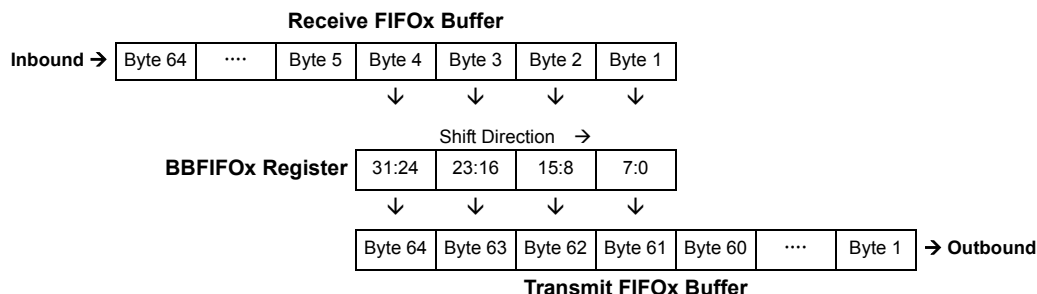 Receive FIFOx Buffer
Inbound → Byte 64 .... Byte 5 Byte 4 Byte 3 Byte 2 Byte 1
↓ ↓ ↓ ↓
Shift Direction →
BBFIFOx Register 31:24 23:16 15:8 7:0
↓ ↓ ↓ ↓
Byte 64 Byte 63 Byte 62 Byte 61 Byte 60 .... Byte 1 → Outbound
Transmit FIFOx Buffer